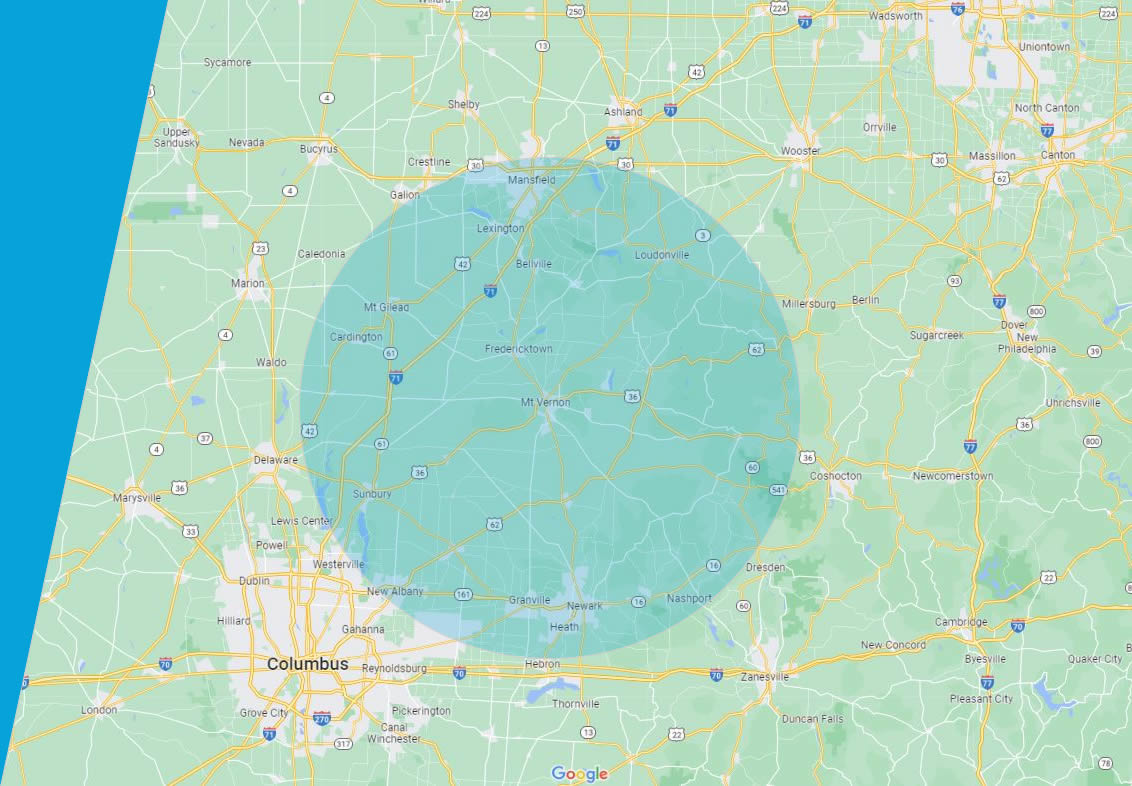 224
250
224
71
Wadsworth
76
224
Uniontown
13
Sycamore
42
4
Shelby
Ashland
71
North Canton
Orrville
77
Upper
Sandusky
Nevada
Bucyrus
71
Wooster
Crestline
30
30
30
Massillon
Canton
62
Mansfield
4
Galion
Lexington
3
23
Caledonia
42
Bellville
Loudonville
Marion
71
93
Millersburg
Berlin
77
Mt Gilead
800
4
Cardington
Sugarcreek
Dover
New
Philadelphia
61
Fredericktown
62
39
Waldo
71
36
Mt Vernon
Uhrichsville
42
37
36
61
800
4
77
Delaware
36
60
36
Coshocton
Newcomerstown
36
Marysville
Sunbury
541
Lewis Center
62
33
Powell
Westerville
16
Dresden
22
Dublin
New Albany
161
Granville
Newark
16
Nashport
60
Hilliard
Gahanna
Heath
Cambridge
70
New Concord
70
Columbus
Reynoldsburg
Hebron
Byesville
Quaker City
70
70
Zanesville
77
London
Grove City
Pickerington
Thornville
Pleasant City
270
Duncan Falls
71
Canal
Winchester
317
13
22
78
Google